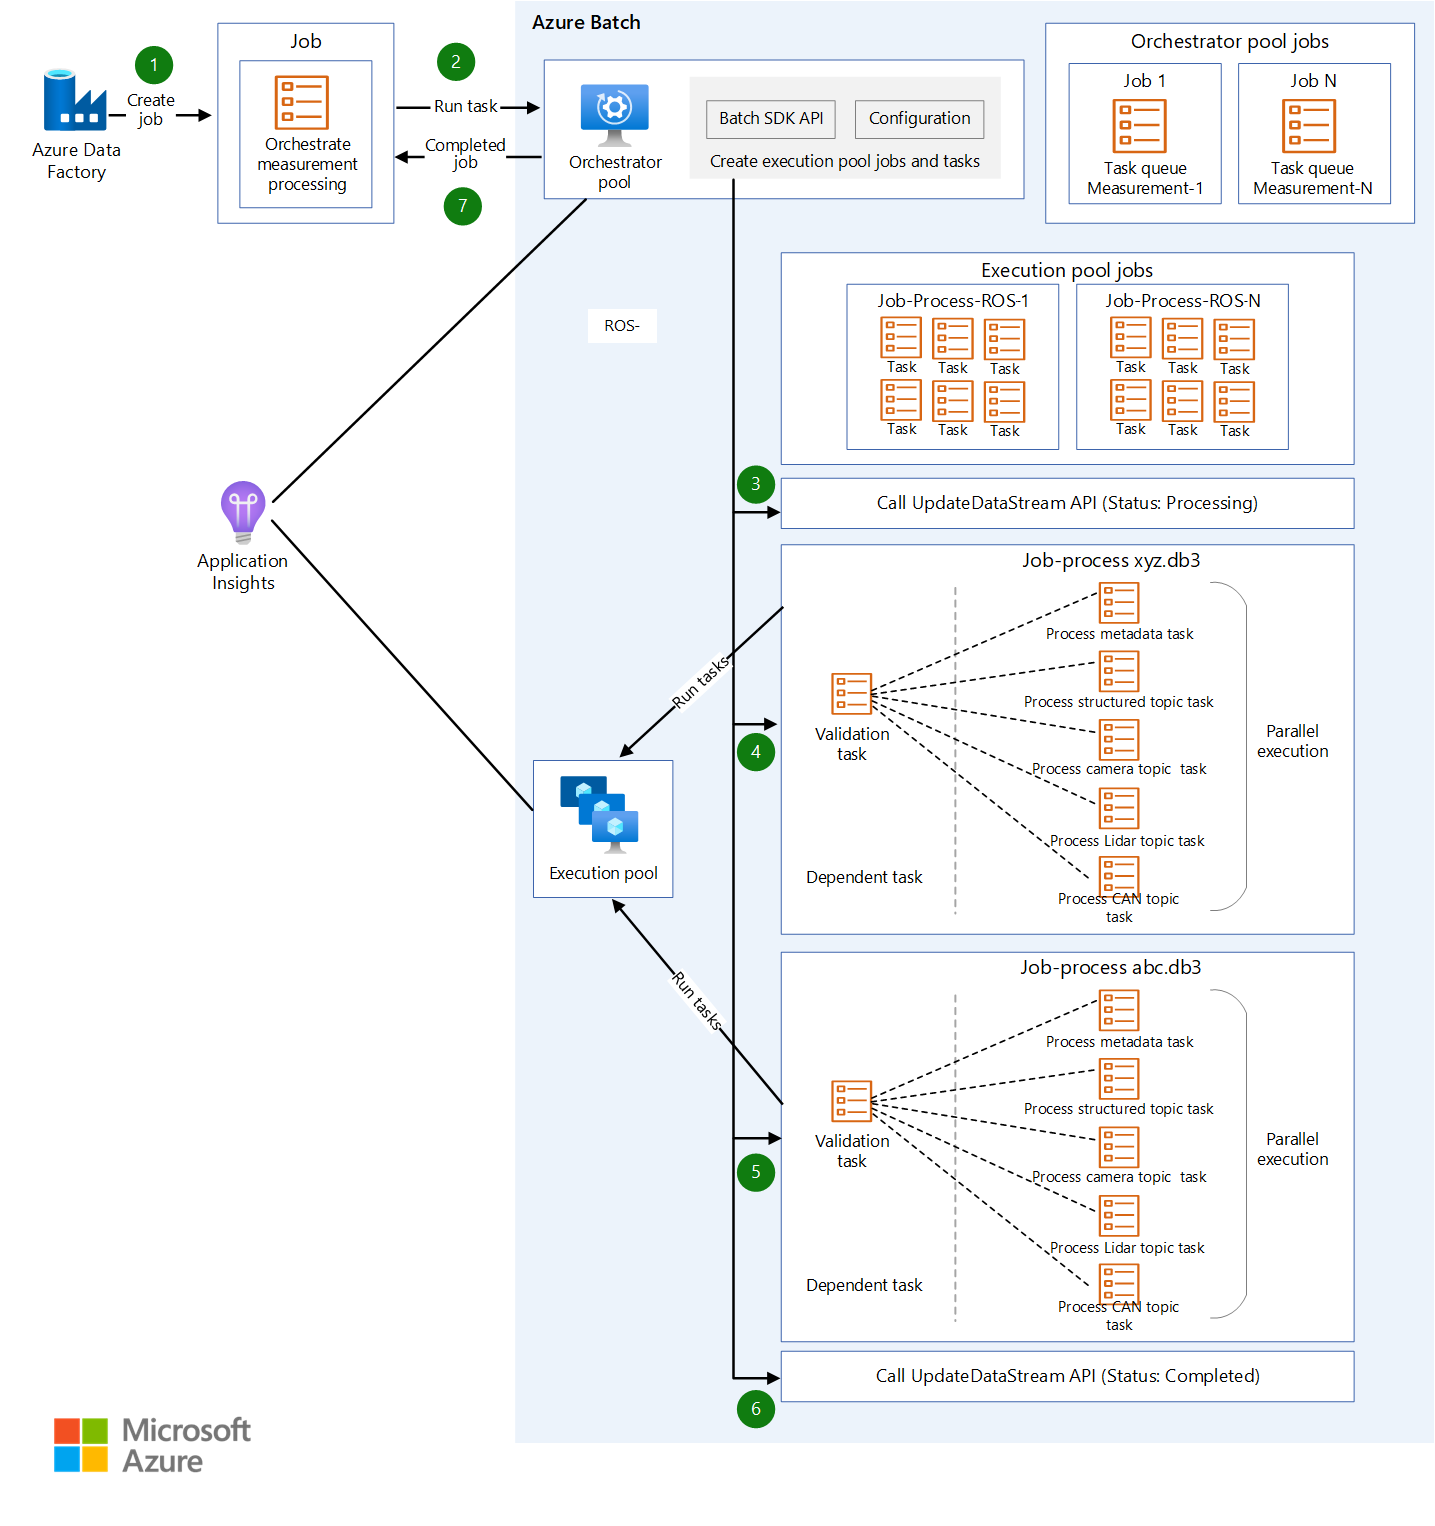 Azure Batch
1
Create
job
Azure Data
Factory
Job
Orchestrate
measurement
processing
2
Run task
Completed
job
7
Orchestrator
pool
Batch SDK API
Configuration
Create execution pool jobs and tasks
Orchestrator pool jobs
Job 1
Task queue
Measurement-1
Job N
Task queue
Measurement-N
ROS-
Execution pool jobs
Job-Process-ROS-1
Task Task Task
Task Task Task
Job-Process-ROS-N
Task Task Task
Task Task Task
3
Call UpdateDataStream API (Status: Processing)
Application
Insights
Job-process xyz.db3
Process metadata task
Process structured topic task
Process camera topic  task
Process Lidar topic task
Process CAN topic
task
Validation
task
Dependent task
Parallel
execution
Run tasks
4
Execution pool
Run tasks
Job-process abc.db3
Process metadata task
Process structured topic task
Process camera topic  task
Process Lidar topic task
Process CAN topic
task
Validation
task
Dependent task
Parallel
execution
5
Call UpdateDataStream API (Status: Completed)
6
Microsoft
Azure